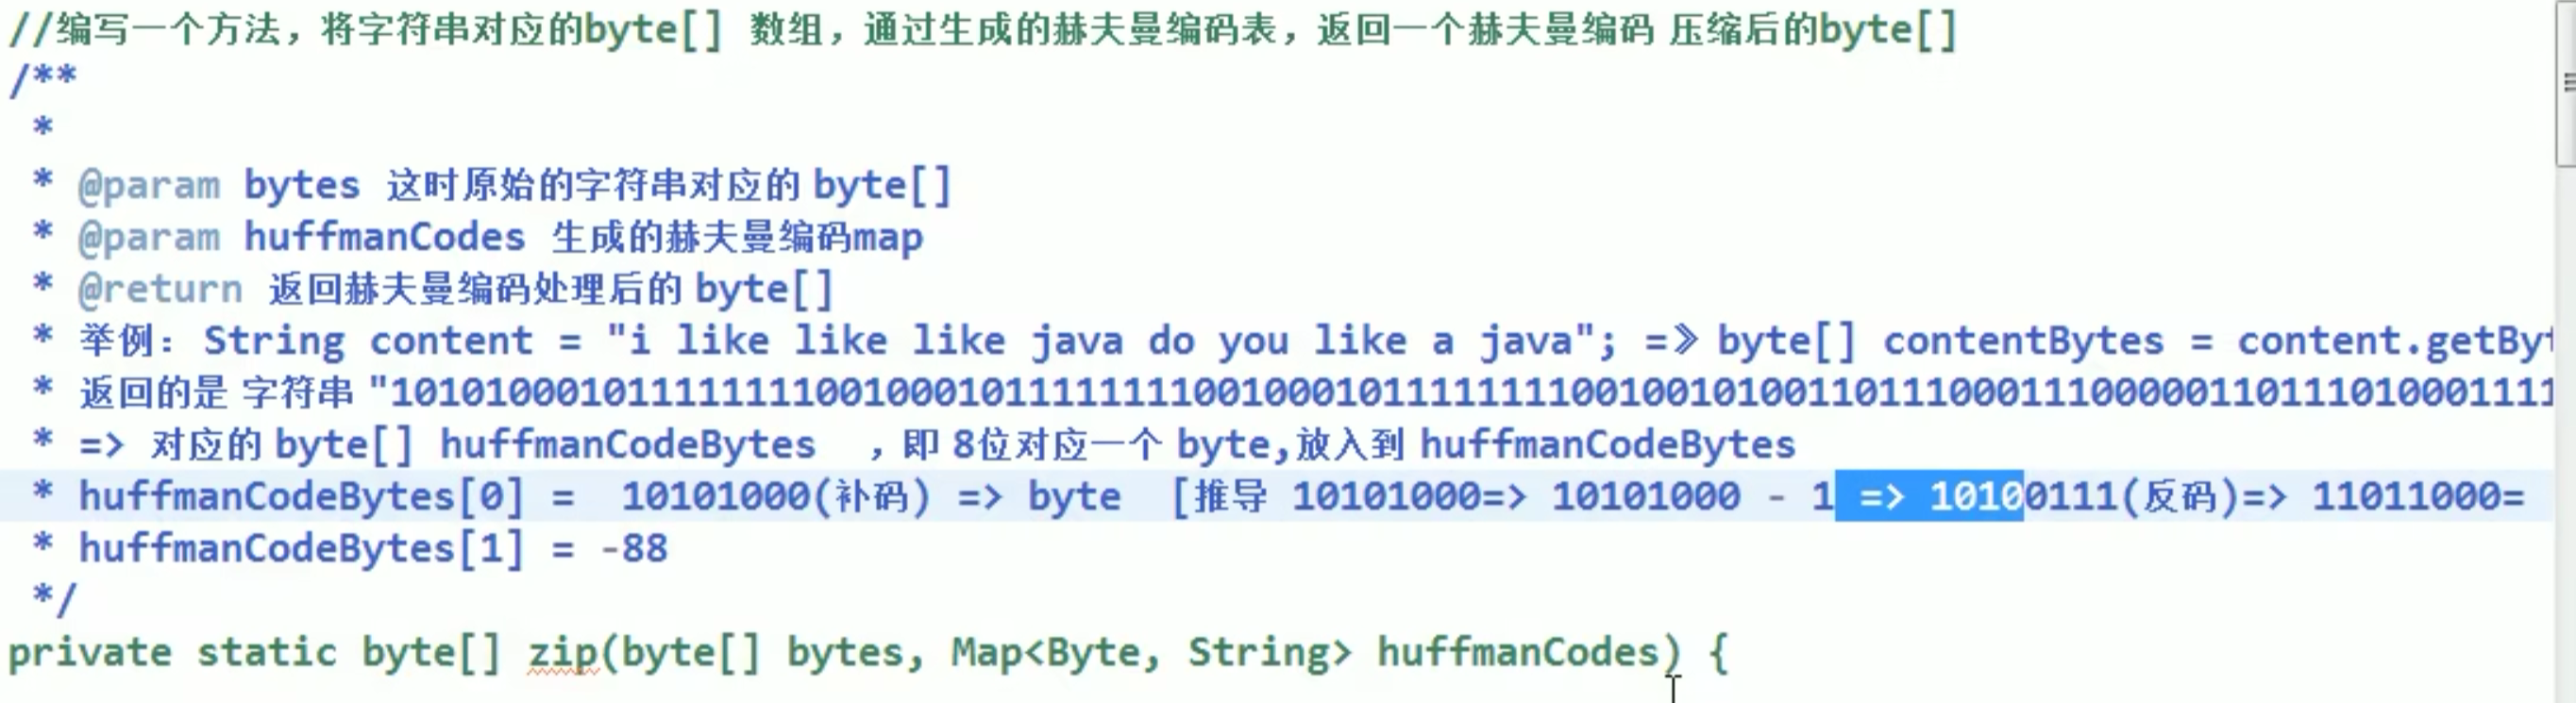 //编写一个方法，将字符串对应的byte[] 数组，通过生成的赫夫曼编码表，返回一个赫夫曼编码 压缩后的byte[]
/**
*
* @param bytes 这时原始的字符串对应的 byte[]
* @param huffmanCodes 生成的赫夫曼编码map
* @return 返回赫夫曼编码处理后的 byte[]
* 举例： String content = "i like like like java do you like a java"; =》 byte[] contentBytes = content.getByt
* 返回的是 字符串 "10101000101111111100100010111111110010001011111111001001010011011100011100000110111010001111
* => 对应的 byte[] huffmanCodeBytes ，即 8位对应一个 byte,放入到 huffmanCodeBytes
* huffmanCodeBytes[0] = 10101000(补码) => byte [推导 10101000=> 10101000 - 1 => 10100111(反码)=> 11011000=
* huffmanCodeBytes[1] = -88
*/
private static byte[] zip(byte[] bytes, Map<Byte, String> huffmanCodes) {